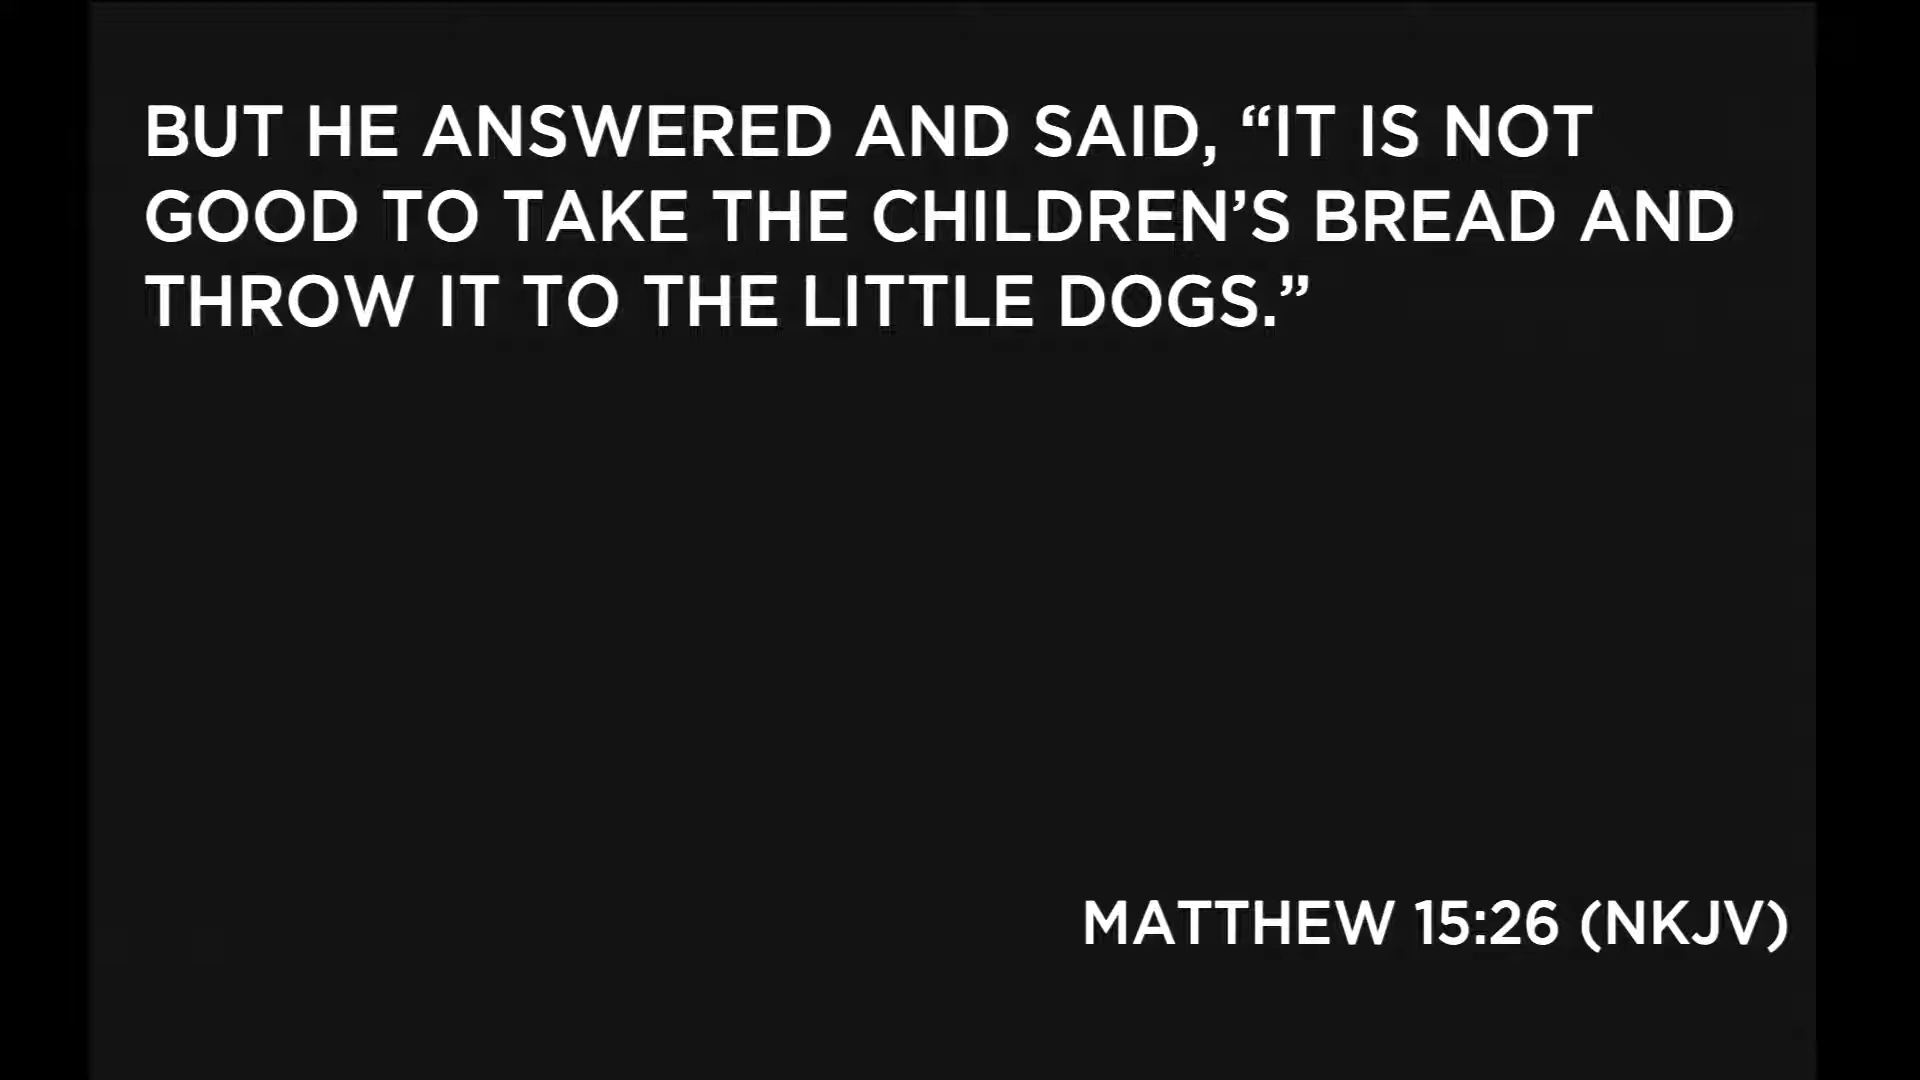 BUT HE ANSWERED AND SAID, “IT IS NOT
GOOD TO TAKE THE CHILDREN’S BREAD AND
THROW IT TO THE LITTLE DOGS.”
MATTHEW 15:26 (NKJV)